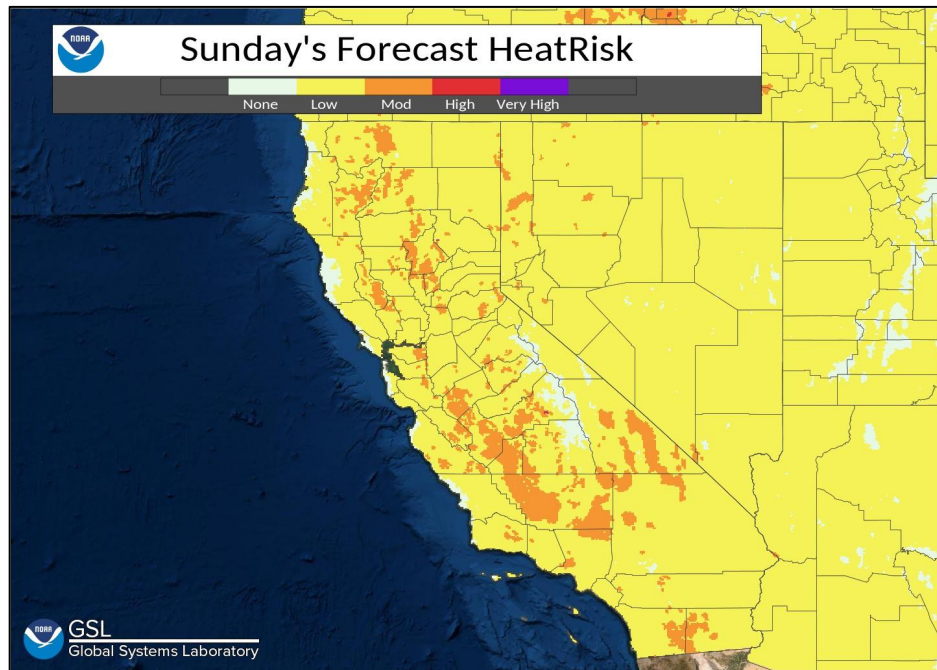 NOAA
Sunday's Forecast HeatRisk
None Low Mod High Very High
NOAA
GSL
Global Systems Laboratory